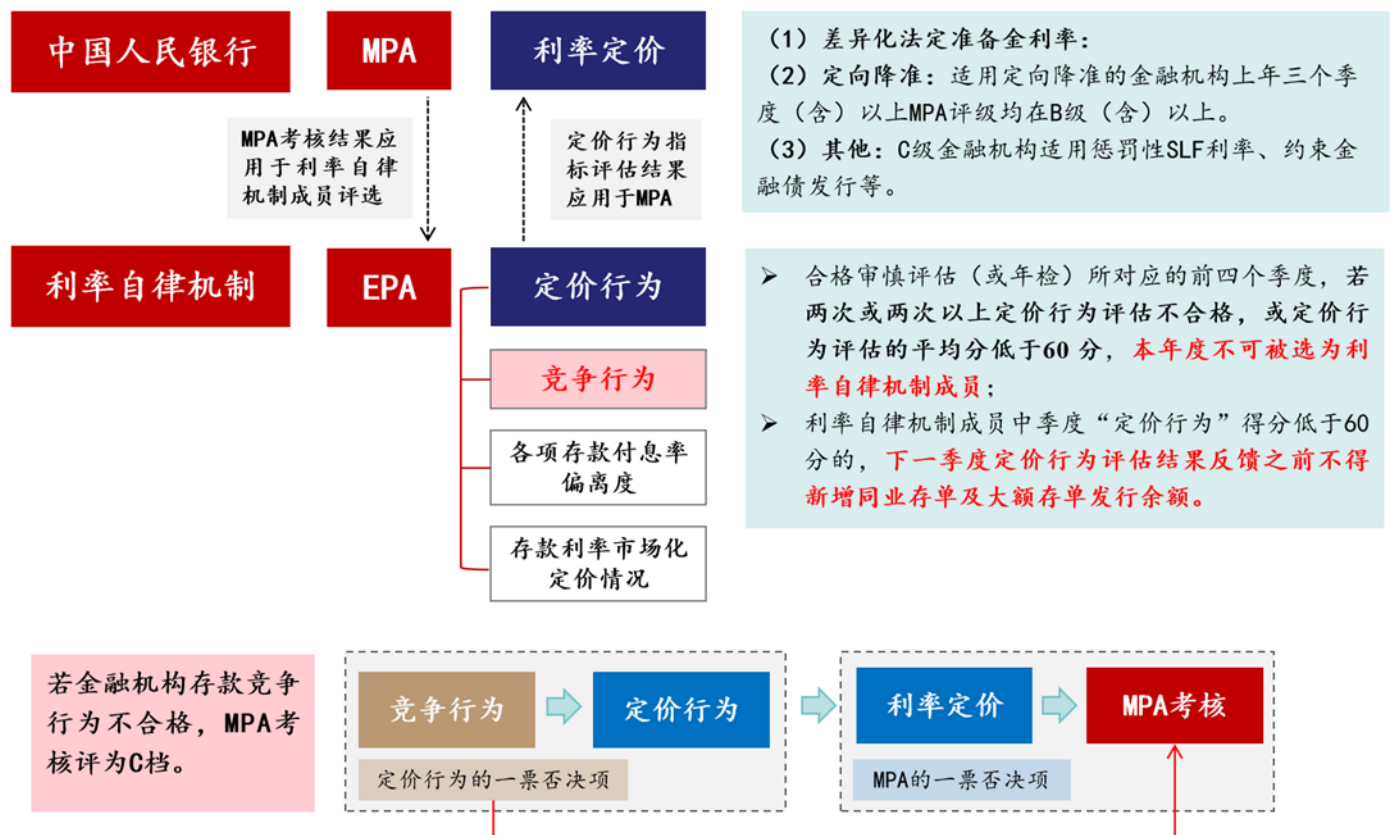 中国人民银行
MPA
利率定价
MPA考核结果应
用于利率自律
机制成员评选
定价行为指
标评估结果
应用于MPA
（1）差异化法定准备金利率：
（2）定向降准：适用定向降准的金融机构上年三个季
度（含）以上MPA评级均在B级（含）以上。
（3）其他：C级金融机构适用惩罚性SLF利率、约束金
融债发行等。
利率自律机制
EPA
定价行为
竞争行为
各项存款付息率
偏离度
存款利率市场化
定价情况
➢ 合格审慎评估（或年检）所对应的前四个季度，若
两次或两次以上定价行为评估不合格，或定价行
为评估的平均分低于60 分，本年度不可被选为利
率自律机制成员；
➢ 利率自律机制成员中季度“定价行为”得分低于60
分的，下一季度定价行为评估结果反馈之前不得
新增同业存单及大额存单发行余额。
若金融机构存款竞争
行为不合格，MPA考
核评为C档。
竞争行为
定价行为
定价行为的一票否决项
利率定价
MPA考核
MPA的一票否决项